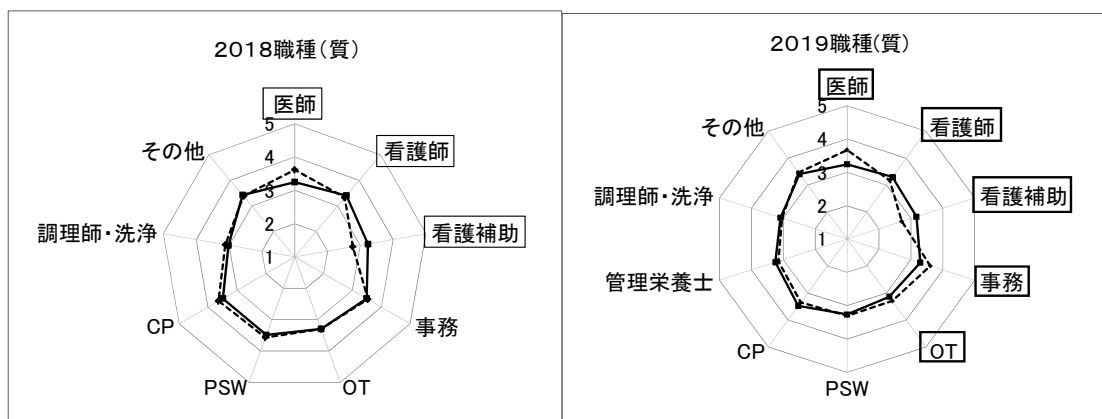 2018職種(質)
医師
看護師
看護補助
事務
OT
PSW
CP
調理師・洗浄
その他
5
4
3
2
1
2019職種(質)
医師
看護師
看護補助
事務
OT
PSW
CP
管理栄養士
調理師・洗浄
その他
5
4
3
2
1